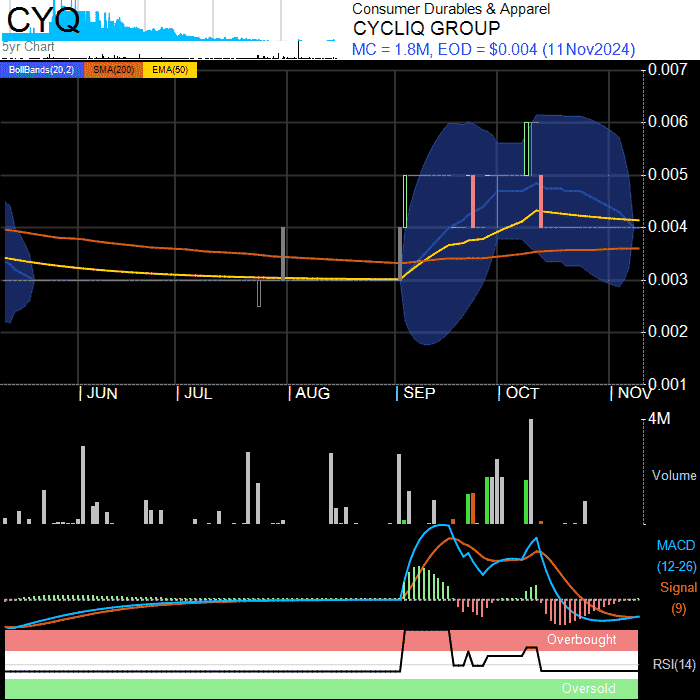 CYQ
5yr Chart
Consumer Durables & Apparel
CYCLIQ GROUP
MC = 1.8M, EOD = $0.004 (11Nov2024)
BollBands(20,2) SMA(200) EMA(50)
0.007
0.006
0.005
0.004
0.003
0.002
0.001
JUN JUL AUG SEP OCT NOV
4M
Volume
MACD
(12-26)
Signal
(9)
Overbought
RSI(14)
Oversold